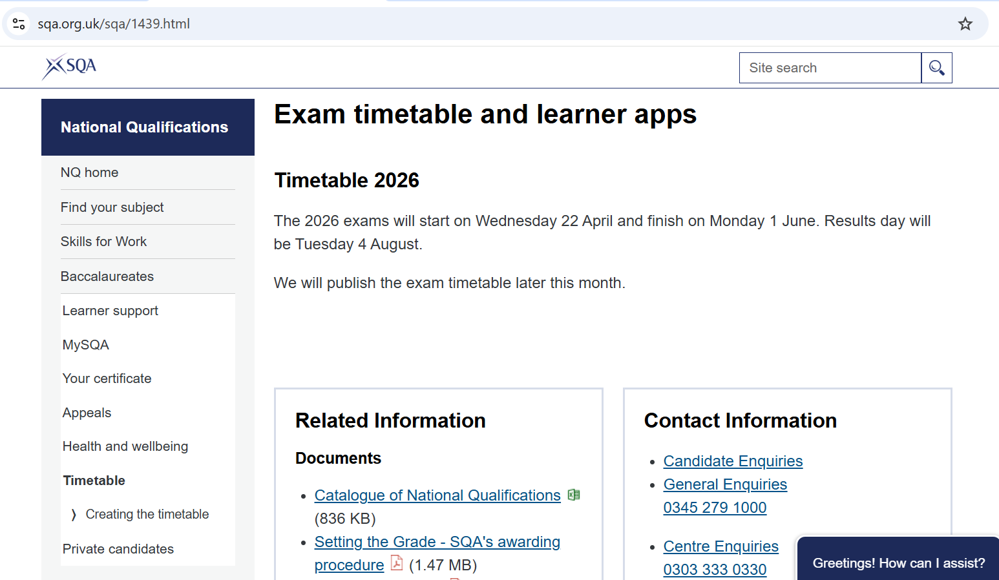 sqa.org.uk/sqa/1439.html
SQA
Site search
National Qualifications
NQ home
Find your subject
Skills for Work
Baccalaureates
Learner support
MySQA
Your certificate
Appeals
Health and wellbeing
Timetable
❭ Creating the timetable
Private candidates
Exam timetable and learner apps
Timetable 2026
The 2026 exams will start on Wednesday 22 April and finish on Monday 1 June. Results day will
be Tuesday 4 August.
We will publish the exam timetable later this month.
Related Information
Documents
• Catalogue of National Qualifications
(836 KB)
• Setting the Grade - SQA's awarding
procedure (1.47 MB)
Contact Information
• Candidate Enquiries
• General Enquiries
0345 279 1000
• Centre Enquiries
0303 333 0330
Greetings! How can I assist?